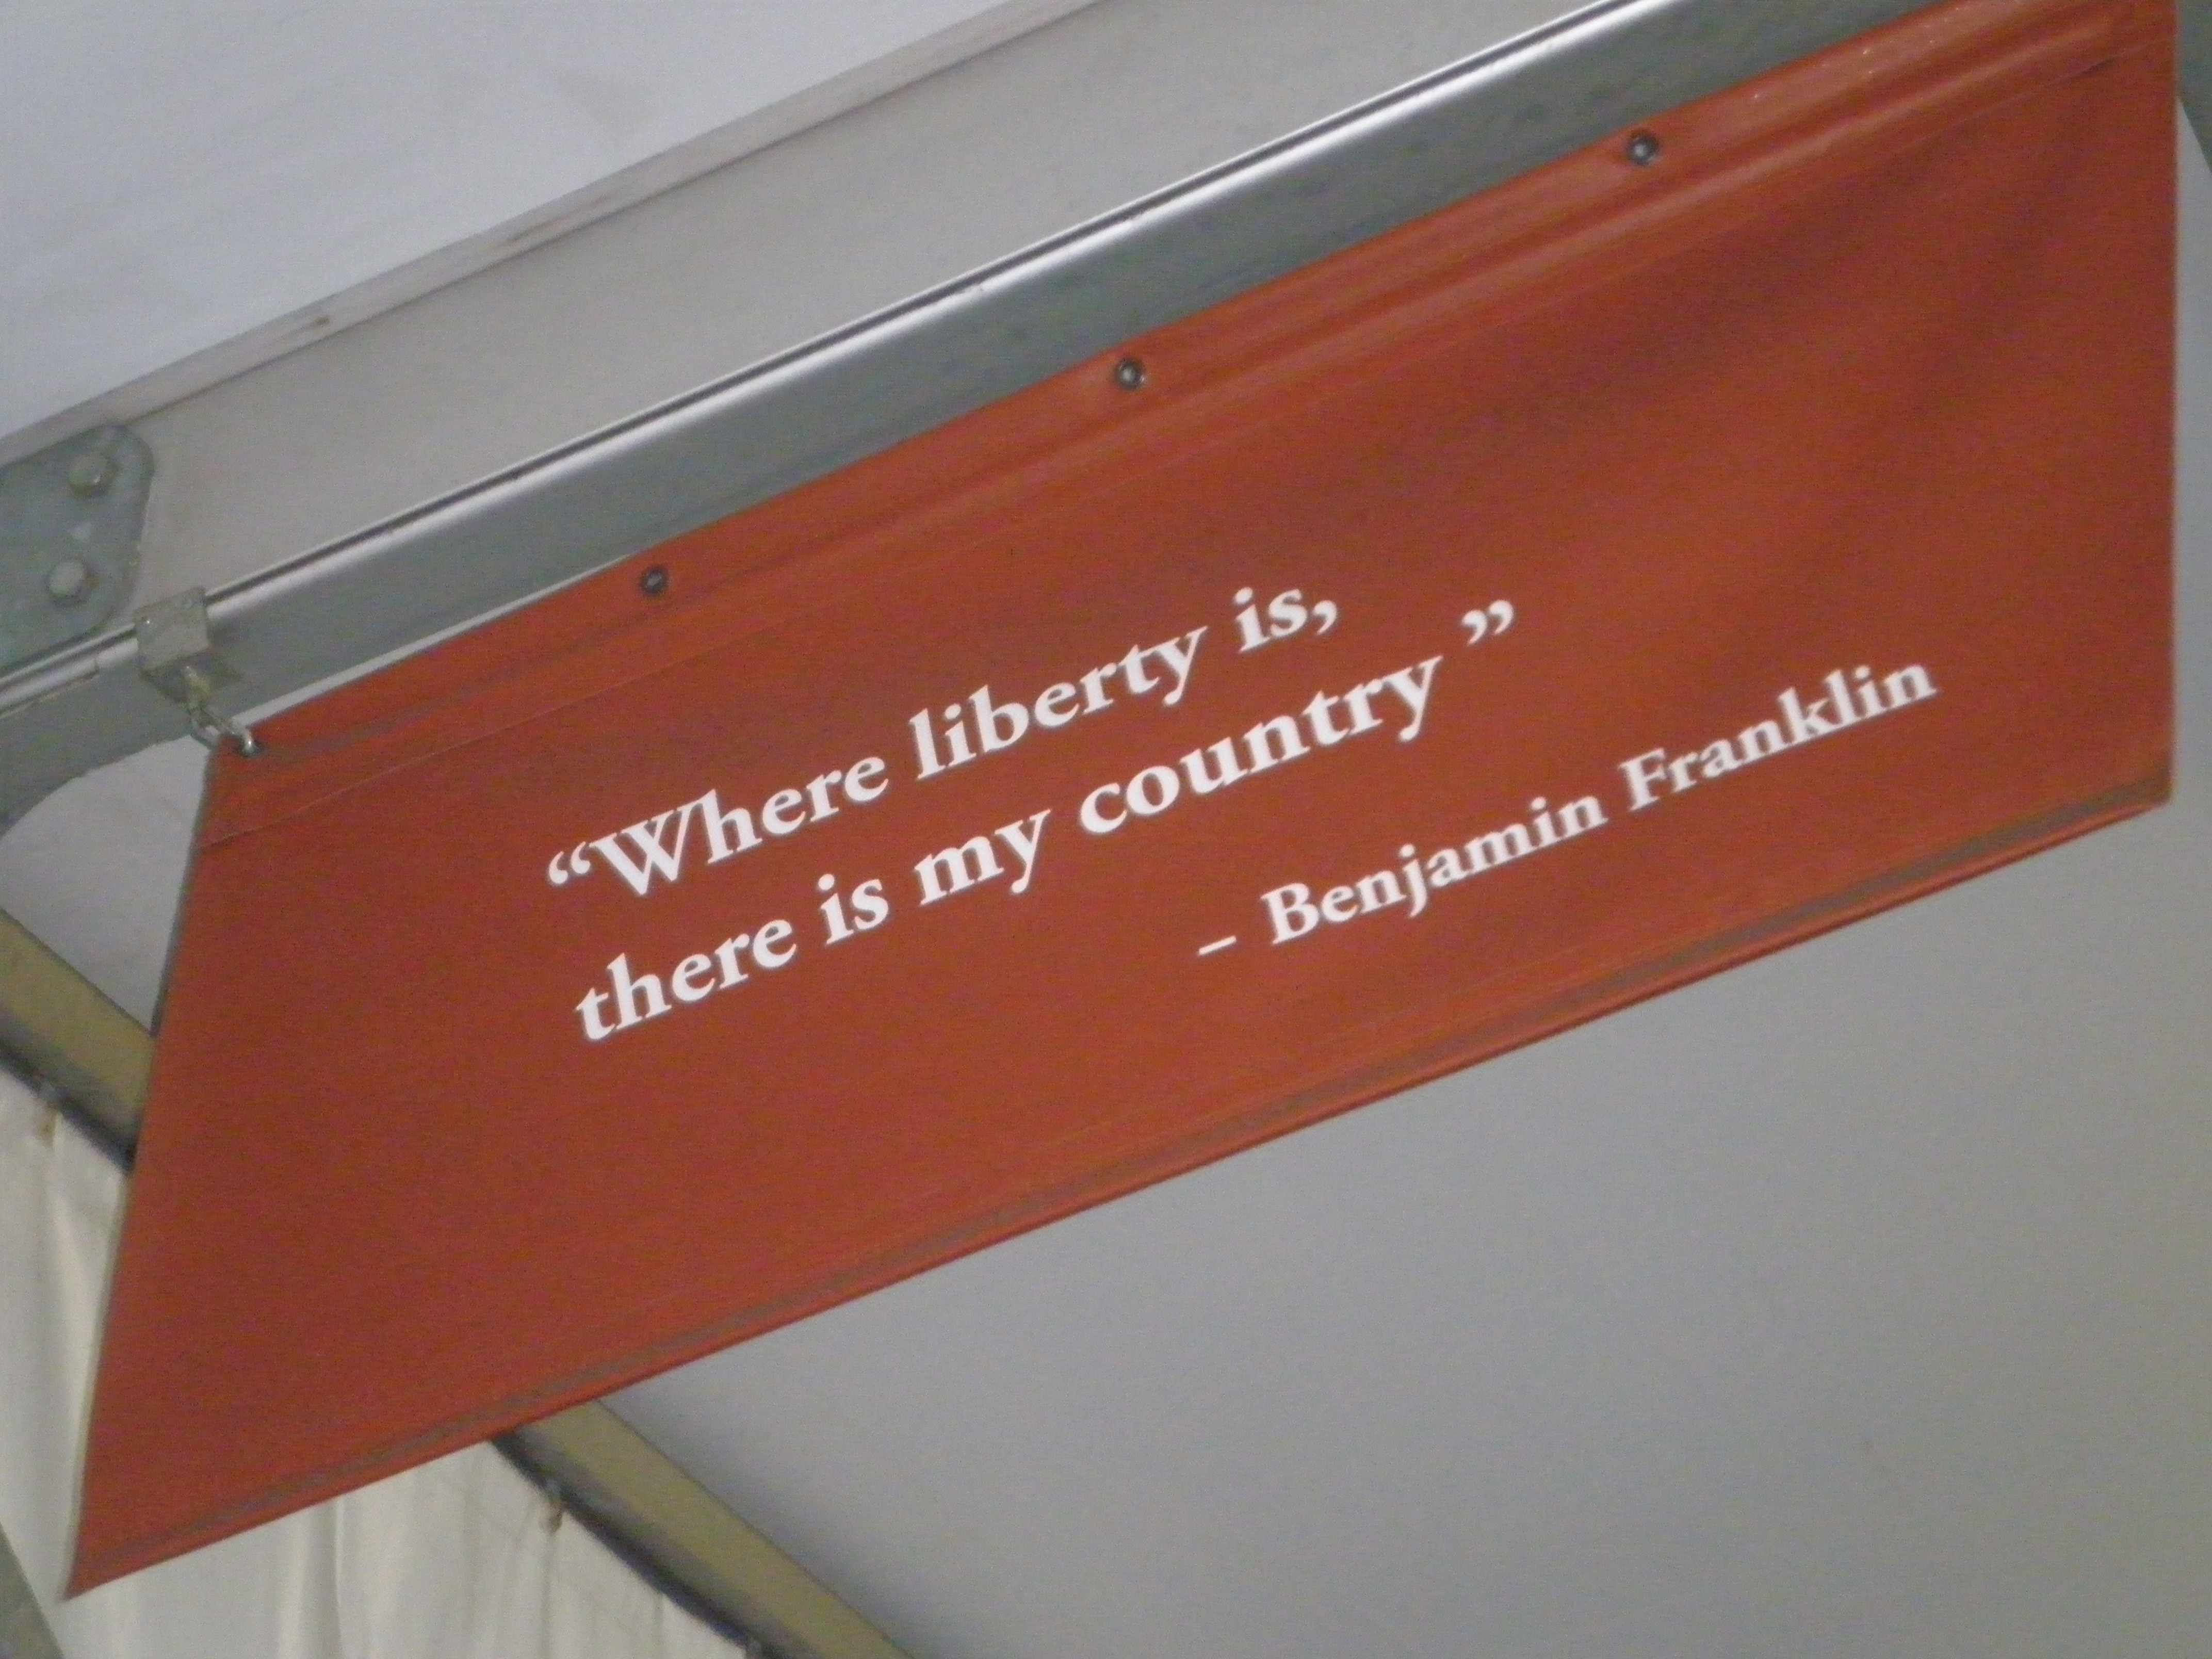 “Where liberty is,
there is my country”
– Benjamin Franklin